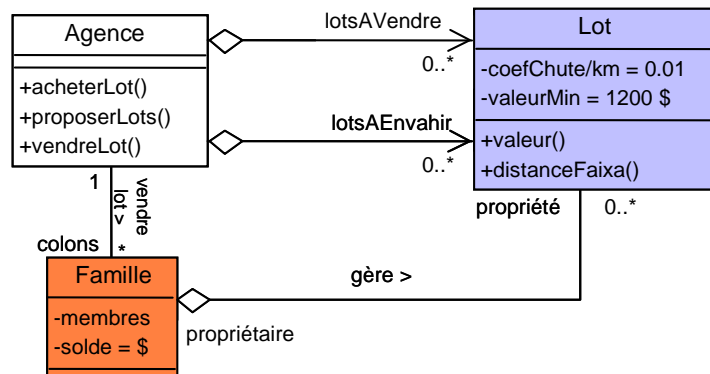 Agence
+acheterLot()
+proposerLots()
+vendreLot()
lotsAVendre
0..*
lotsAEnvahir
0..*
Lot
-coefChute/km = 0.01
-valeurMin = 1200 $
+valeur()
+distanceFaixa()
propriété
0..*
1
vendre
lot >
colons
*
Famille
-membres
-solde = $
gère >
propriétaire